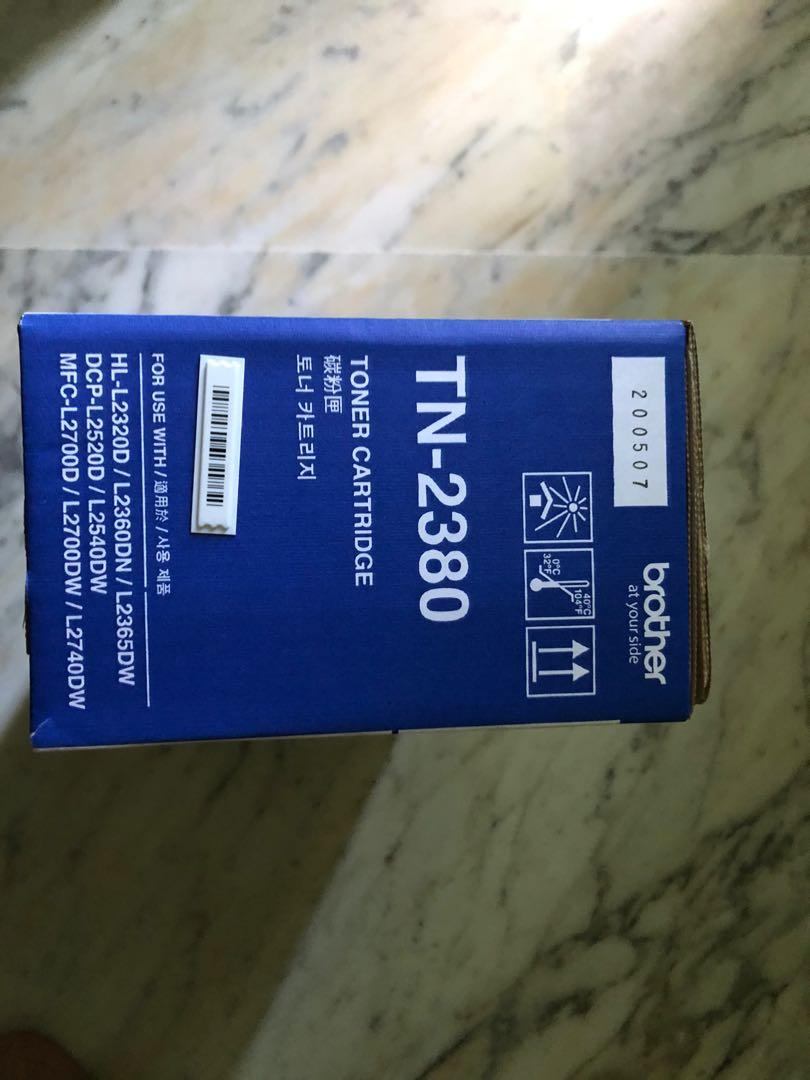 200507
brother
at your side
0°C
32°F
40°C
104°F
TN-2380
TONER CARTRIDGE
碳粉匣
토너 카트리지
FOR USE WITH / 適用於 / 사용 제품
HL-L2320D / L2360DN / L2365DW
DCP-L2520D / L2540DW
MFC-L2700D / L2700DW / L2740DW